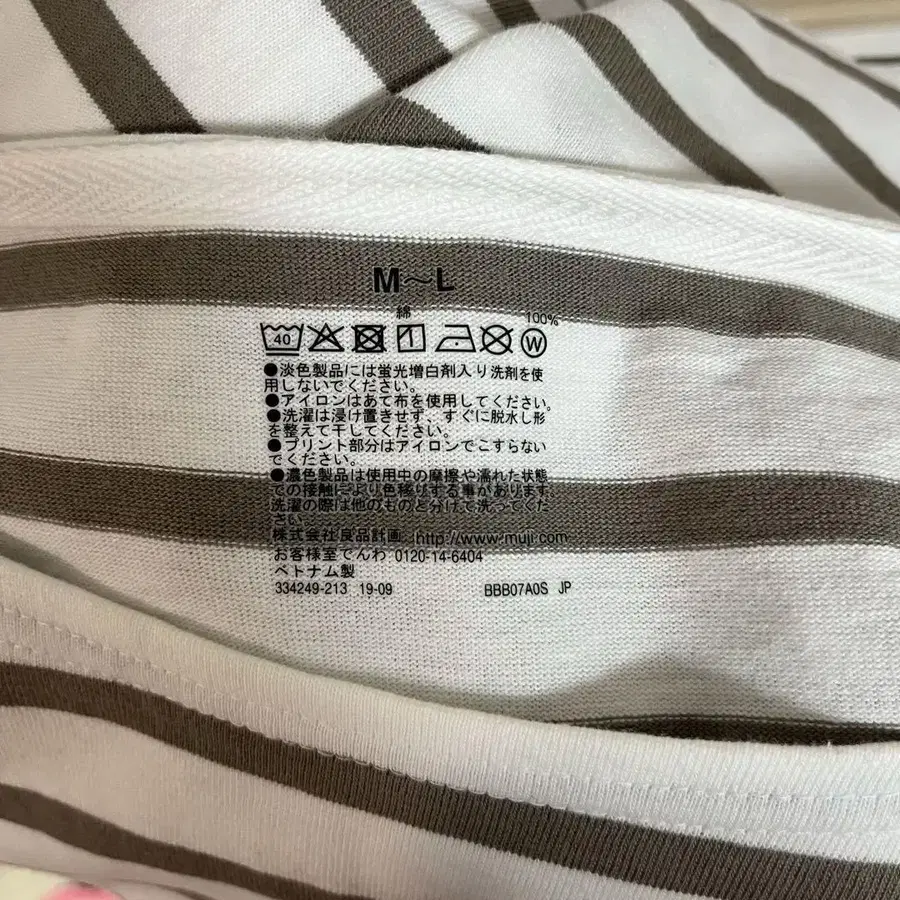 M〜L
綿 100%
40 W
●淡色製品には蛍光増白剤入り洗剤を使
用しないでください。
●アイロンはあて布を使用してください。
●洗濯は浸け置きせず、すぐに脱水し形
を整えて干してください。
●プリント部分はアイロンでこすらない
でください。
●濃色製品は使用中の摩擦や濡れた状態
での接触により色移りする事があります。
洗濯の際は他のものと分けて洗ってくだ
さい。
株式会社良品計画 http://www.muji.com
お客様室でんわ 0120-14-6404
ベトナム製
334249-213 19-09 BBB07A0S JP